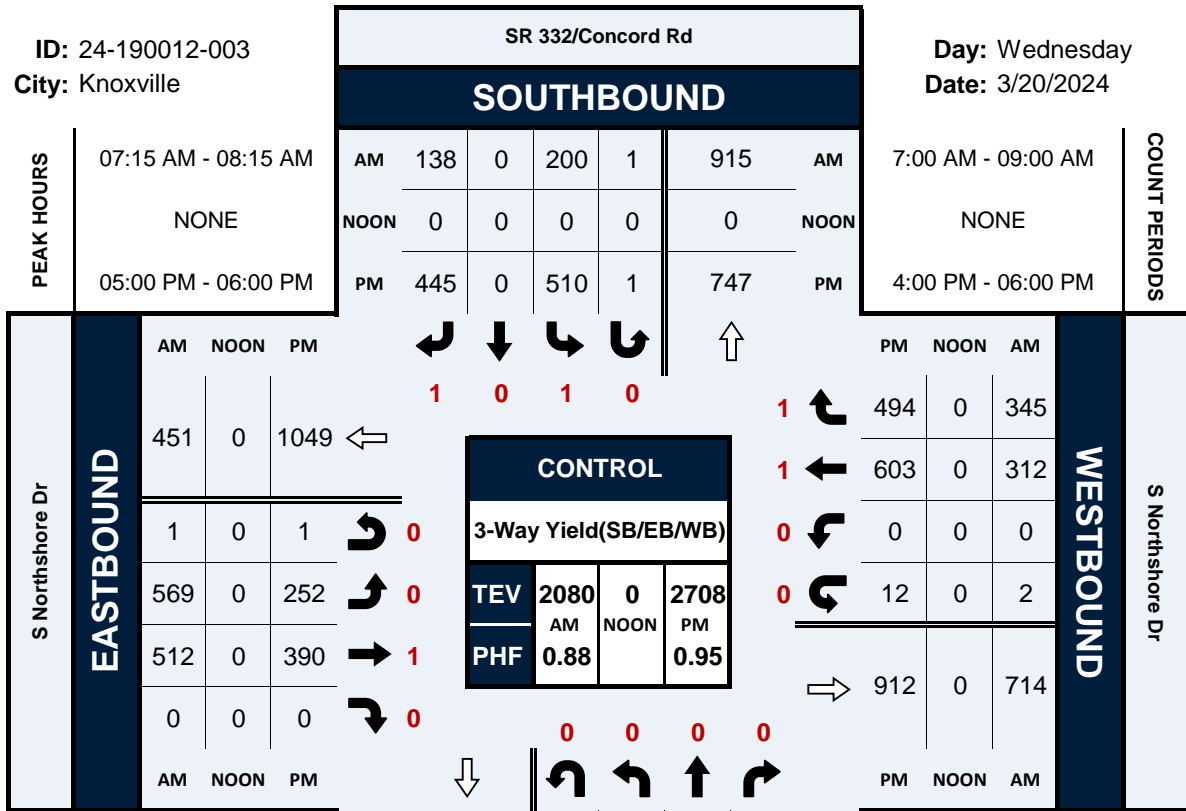 SR 332/Concord Rd
ID: 24-190012-003
Day: Wednesday
City: Knoxville
Date: 3/20/2024
SOUTHBOUND
PEAK HOURS
07:15 AM - 08:15 AM
AM 138 0 200 1 915 AM
7:00 AM - 09:00 AM
COUNT PERIODS
NONE
NOON 0 0 0 0 0 NOON
NONE
05:00 PM - 06:00 PM
PM 445 0 510 1 747 PM
4:00 PM - 06:00 PM
S Northshore Dr
EASTBOUND
AM NOON PM
PM NOON AM
1 0 1 0
451 0 1049
1 494 0 345
1 603 0 312
0 0 0 0
0 12 0 2
1 0 1 0
569 0 252 0
512 0 390 1
0 0 0 0
912 0 714
CONTROL
3-Way Yield(SB/EB/WB)
TEV 2080 0 2708
AM NOON PM
PHF 0.88 0.95
WESTBOUND
S Northshore Dr
0 0 0 0
AM NOON PM
PM NOON AM